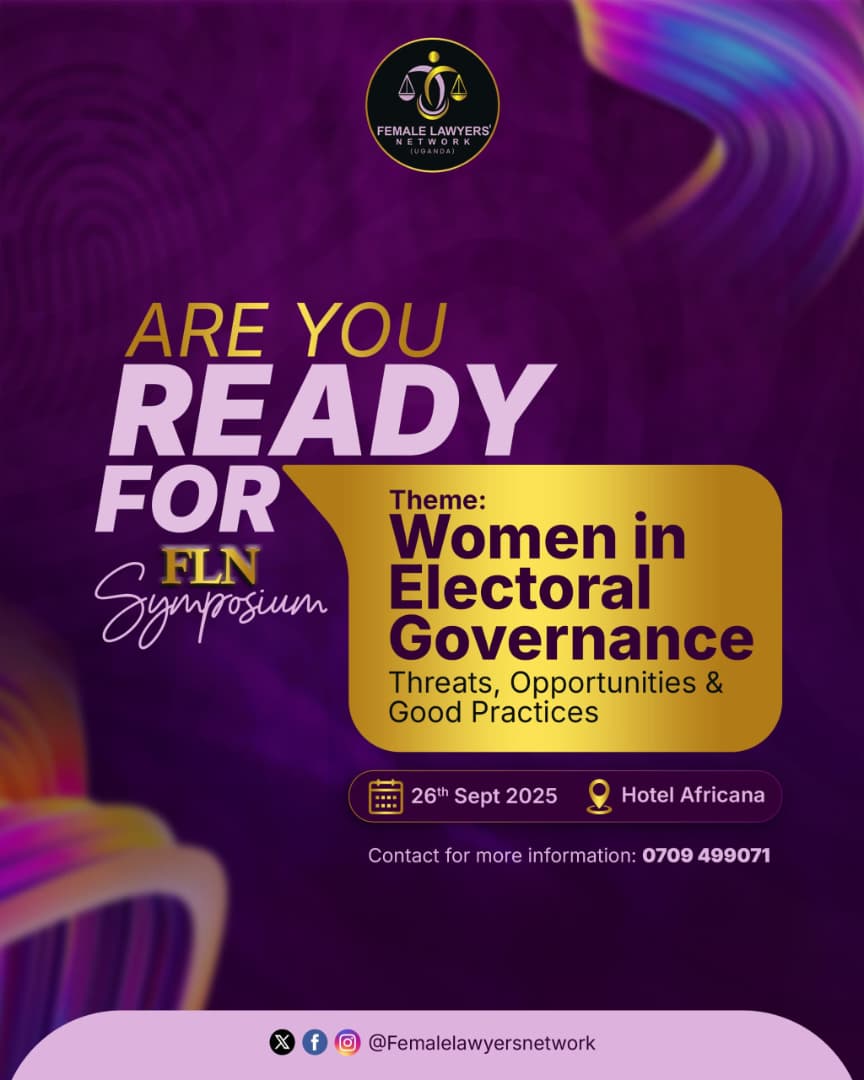 FEMALE LAWYERS'
NETWORK
(UGANDA)
ARE YOU
READY
FOR
FLN
Symposium
Theme:
Women in
Electoral
Governance
Threats, Opportunities &
Good Practices
26th Sept 2025
Hotel Africana
Contact for more information: 0709 499071
@Femalelawyersnetwork